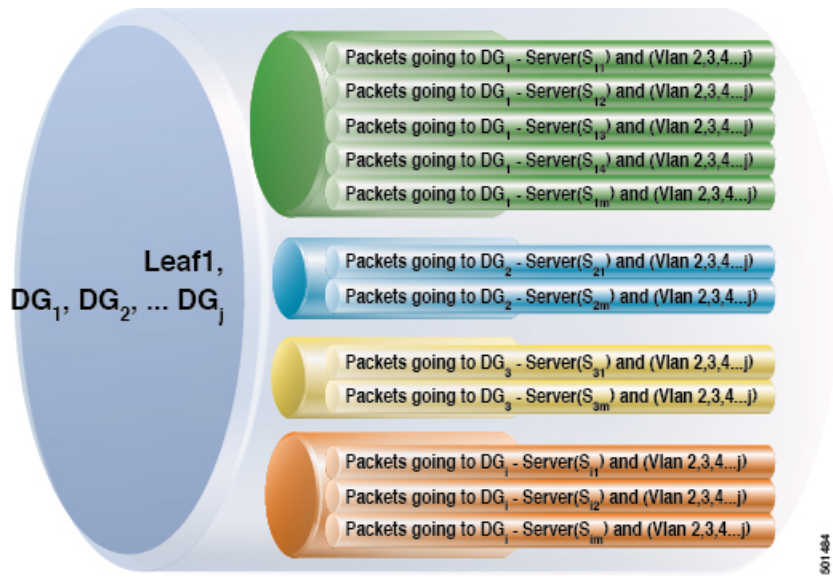 Packets going to DG₁ - Server(S₁₁) and (Vlan 2,3,4...j)
Packets going to DG₁ - Server(S₁₂) and (Vlan 2,3,4...j)
Packets going to DG₁ - Server(S₁₃) and (Vlan 2,3,4...j)
Packets going to DG₁ - Server(S₁₄) and (Vlan 2,3,4...j)
Packets going to DG₁ - Server(S₁ₘ) and (Vlan 2,3,4...j)
Leaf1,
DG₁, DG₂, ... DGⱼ
Packets going to DG₂ - Server(S₂₁) and (Vlan 2,3,4...j)
Packets going to DG₂ - Server(S₂ₘ) and (Vlan 2,3,4...j)
Packets going to DG₃ - Server(S₃₁) and (Vlan 2,3,4...j)
Packets going to DG₃ - Server(S₃ₘ) and (Vlan 2,3,4...j)
Packets going to DGᵢ - Server(Sᵢ₁) and (Vlan 2,3,4...j)
Packets going to DGᵢ - Server(Sᵢ₂) and (Vlan 2,3,4...j)
Packets going to DGᵢ - Server(Sᵢₘ) and (Vlan 2,3,4...j)
501484